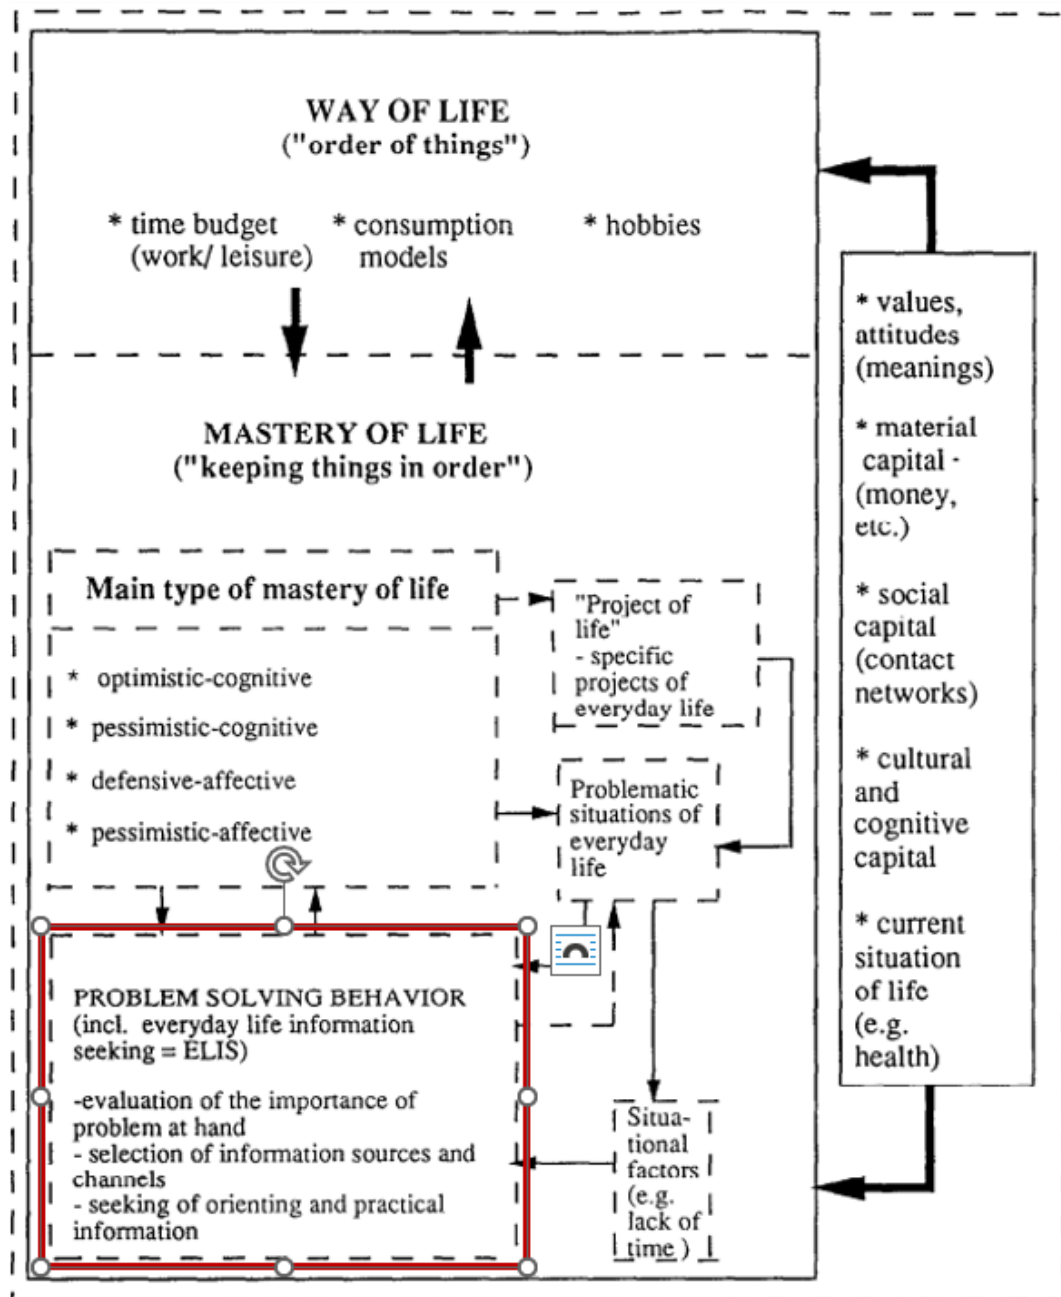 WAY OF LIFE
("order of things")
* time budget
(work/ leisure)
* consumption
models
* hobbies
MASTERY OF LIFE
("keeping things in order")
Main type of mastery of life
* optimistic-cognitive
* pessimistic-cognitive
* defensive-affective
* pessimistic-affective
"Project of
life"
- specific
projects of
everyday life
Problematic
situations of
everyday
life
PROBLEM SOLVING BEHAVIOR
(incl. everyday life information
seeking = ELIS)
-evaluation of the importance of
problem at hand
- selection of information sources and
channels
- seeking of orienting and practical
information
Situa-
tional
factors
(e.g.
lack of
time )
* values,
attitudes
(meanings)
* material
capital -
(money,
etc.)
* social
capital
(contact
networks)
* cultural
and
cognitive
capital
* current
situation
of life
(e.g.
health)